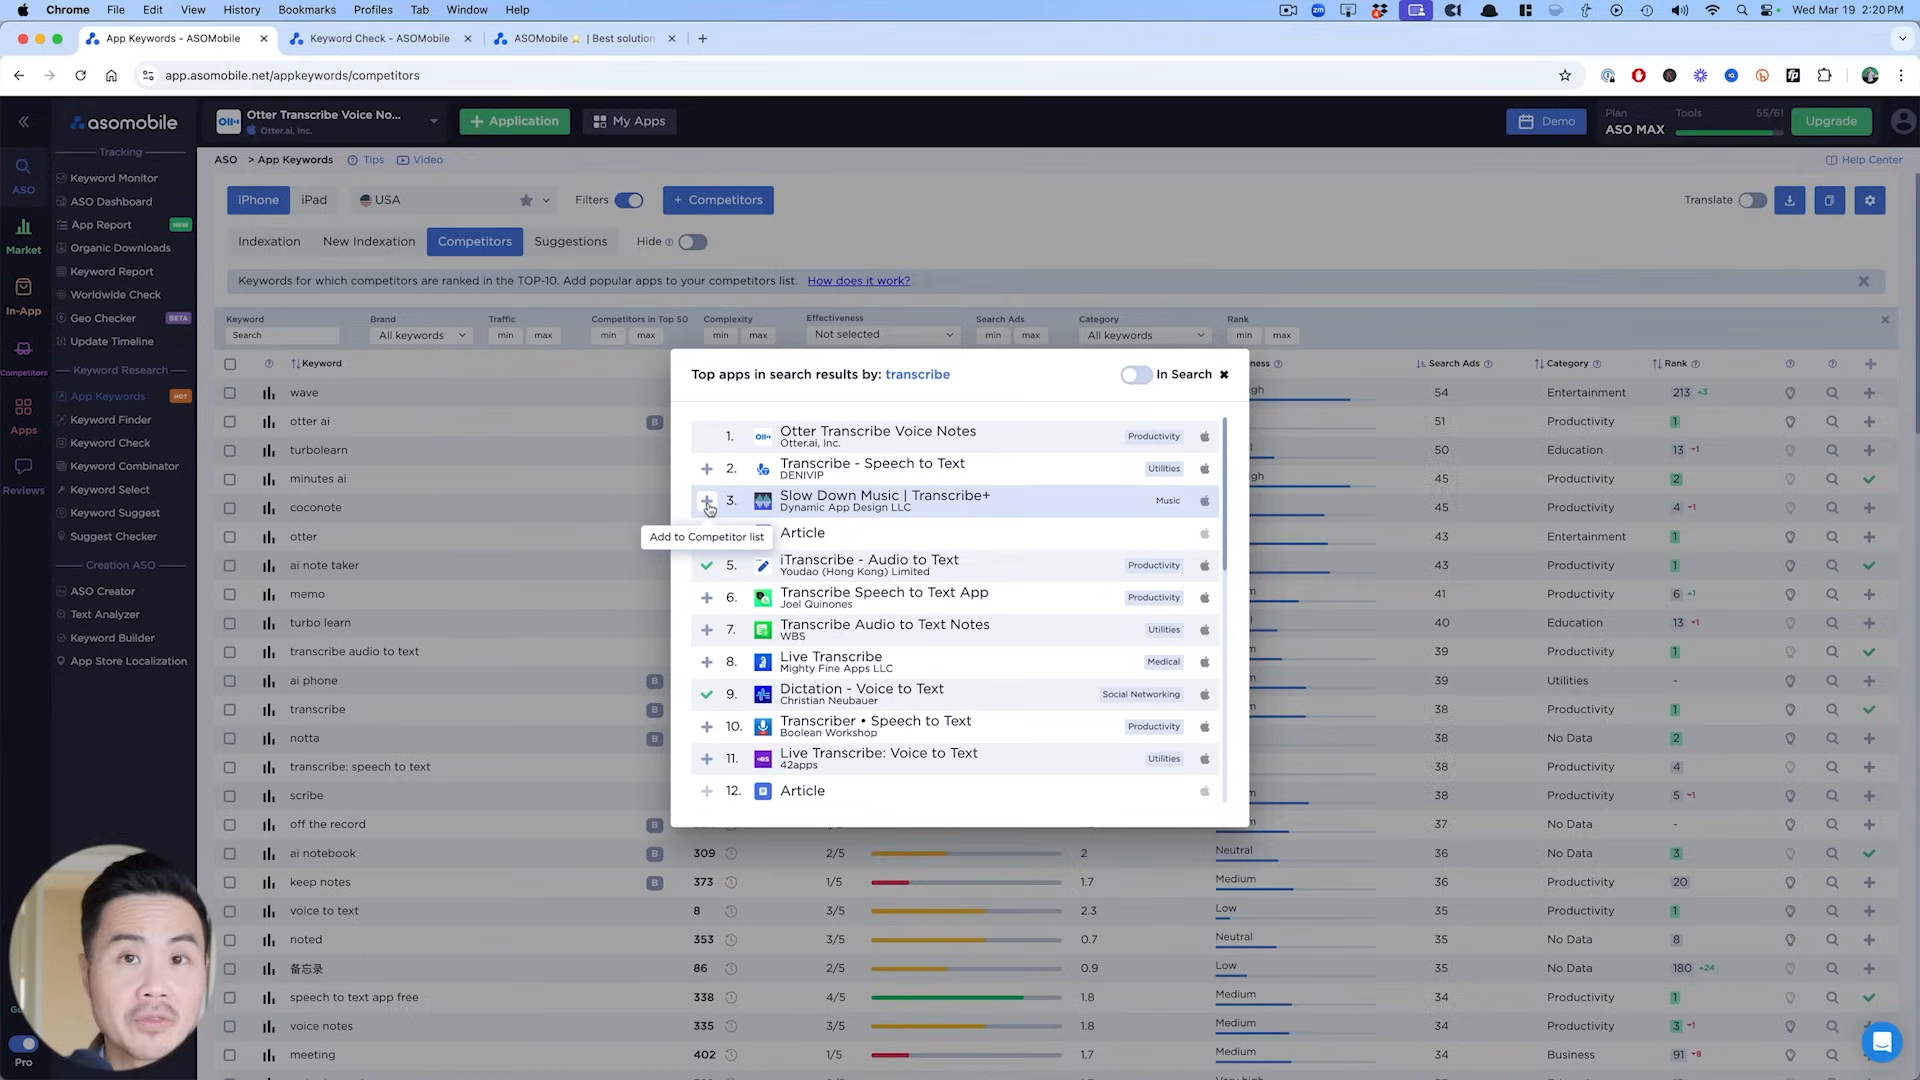 Chrome File Edit View History Bookmarks Profiles Tab Window Help
Wed Mar 19 2:20 PM
App Keywords - ASOMobile
Keyword Check - ASOMobile
ASOMobile ⭐ | Best solution
app.asomobile.net/appkeywords/competitors
asomobile
Otter Transcribe Voice No...
Otter.ai, Inc.
+ Application
My Apps
Demo
Plan
ASO MAX
Tools 55/61
Upgrade
ASO
Market
In-App
Competitors
Apps
Reviews
Pro
Tracking
Keyword Monitor
ASO Dashboard
App Report NEW
Organic Downloads
Keyword Report
Worldwide Check
Geo Checker BETA
Update Timeline
Keyword Research
App Keywords HOT
Keyword Finder
Keyword Check
Keyword Combinator
Keyword Select
Keyword Suggest
Suggest Checker
Creation ASO
ASO Creator
Text Analyzer
Keyword Builder
App Store Localization
ASO > App Keywords Tips Video
Help Center
iPhone iPad USA Filters + Competitors
Translate
Indexation New Indexation Competitors Suggestions Hide
Keywords for which competitors are ranked in the TOP-10. Add popular apps to your competitors list. How does it work?
Keyword Brand Traffic Competitors in Top 50 Complexity Effectiveness Search Ads Category Rank
Search All keywords min max min max min max Not selected min max All keywords min max
Keyword
Search Ads Category Rank
wave 54 Entertainment 213 +3
otter ai B 51 Productivity 1
turbolearn 50 Education 13 -1
minutes ai 45 Productivity 2
coconote 45 Productivity 4 -1
otter 43 Entertainment 1
ai note taker 43 Productivity 1
memo 41 Productivity 6 +1
turbo learn 40 Education 13 -1
transcribe audio to text 39 Productivity 1
ai phone B 39 Utilities -
transcribe B 38 Productivity 1
notta B 38 No Data 2
transcribe: speech to text 38 Productivity 4
scribe 38 Productivity 5 -1
off the record B 37 No Data -
ai notebook B 309 2/5 2 Neutral 36 No Data 3
keep notes B 373 1/5 1.7 Medium 36 Productivity 20
voice to text 8 3/5 2.3 Low 35 Productivity 1
noted 353 3/5 0.7 Neutral 35 No Data 8
备忘录 86 2/5 0.9 Low 35 No Data 180 +24
speech to text app free 338 4/5 1.8 Medium 34 Productivity 1
voice notes 335 3/5 1.8 Medium 34 Productivity 3 -1
meeting 402 1/5 1.7 Medium 34 Business 91 -8
Top apps in search results by: transcribe
In Search
1. Otter Transcribe Voice Notes
Otter.ai, Inc.
Productivity
2. Transcribe - Speech to Text
DENIVIP
Utilities
3. Slow Down Music | Transcribe+
Dynamic App Design LLC
Music
Add to Competitor list
Article
5. iTranscribe - Audio to Text
Youdao (Hong Kong) Limited
Productivity
6. Transcribe Speech to Text App
Joel Quinones
Productivity
7. Transcribe Audio to Text Notes
WBS
Utilities
8. Live Transcribe
Mighty Fine Apps LLC
Medical
9. Dictation - Voice to Text
Christian Neubauer
Social Networking
10. Transcriber • Speech to Text
Boolean Workshop
Productivity
11. Live Transcribe: Voice to Text
42apps
Utilities
12. Article